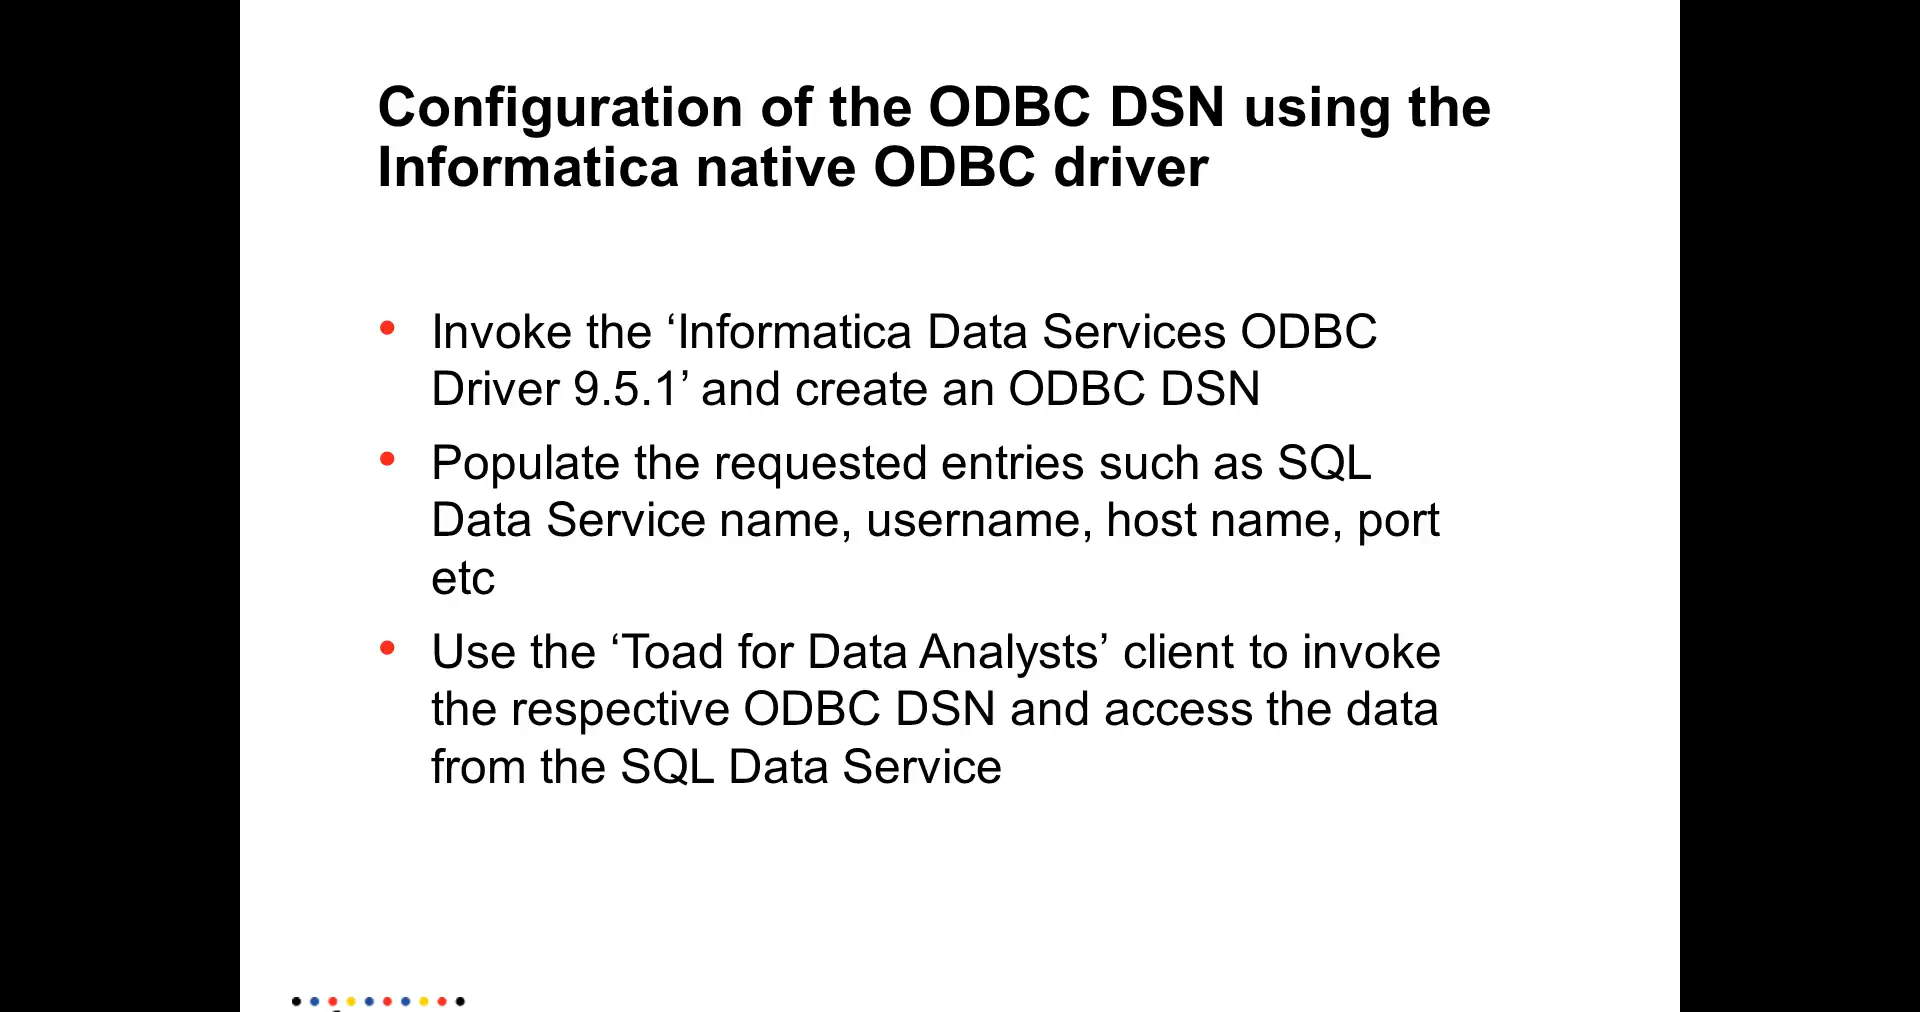 Configuration of the ODBC DSN using the
Informatica native ODBC driver
Invoke the ‘Informatica Data Services ODBC
Driver 9.5.1’ and create an ODBC DSN
Populate the requested entries such as SQL
Data Service name, username, host name, port
etc
Use the ‘Toad for Data Analysts’ client to invoke
the respective ODBC DSN and access the data
from the SQL Data Service